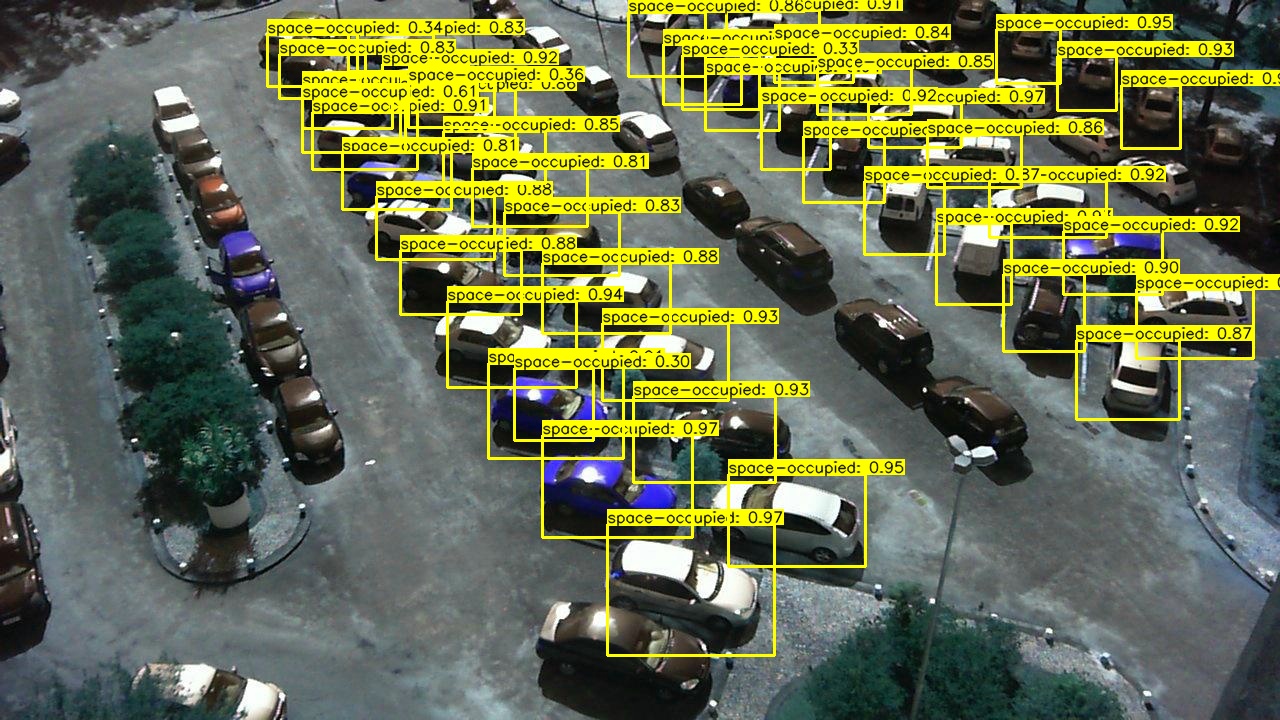 space-occupied: 0.86
space-occupied: 0.95
space-occupied: 0.34
space-occupied: 0.83
space-occupied: 0.84
space-occupied: 0.83
space-occupied: 0.33
space-occupied: 0.93
space-occupied: 0.92
space-occupied: 0.85
space-occupied: 0.36
space-occupied: 0.61
space-occupied: 0.92
space-occupied: 0.97
space-occupied: 0.91
space-occupied: 0.85
space-occupied: 0.86
space-occupied: 0.81
space-occupied: 0.81
space-occupied: 0.92
space-occupied: 0.88
space-occupied: 0.83
space-occupied: 0.92
space-occupied: 0.88
space-occupied: 0.88
space-occupied: 0.90
space-occupied: 0.94
space-occupied: 0.93
space-occupied: 0.87
space-occupied: 0.30
space-occupied: 0.93
space-occupied: 0.97
space-occupied: 0.95
space-occupied: 0.97